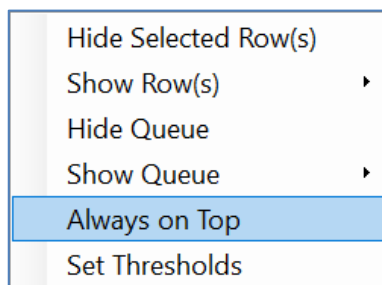 Hide Selected Row(s)
Show Row(s)
Hide Queue
Show Queue
Always on Top
Set Thresholds